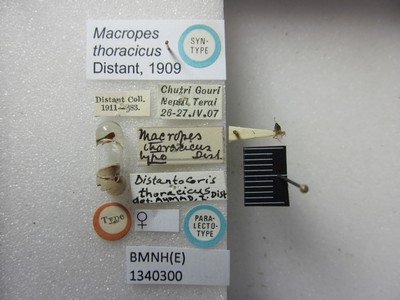 Macropes
thoracicus
Distant, 1909
SYN-
TYPE
Distant Coll.
1911—383.
Chutri Gouri
Nepal, Terai
26-27.IV.07
Macropes
thoracicus
type Dist.
Distantocoris
thoracicus Dist
det.
Type
♀
PARA-
LECTO-
TYPE
BMNH(E)
1340300